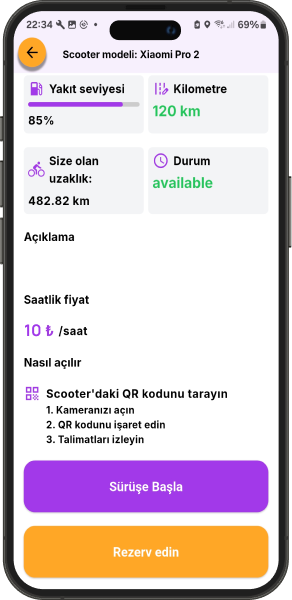 22:34
69%
Scooter modeli: Xiaomi Pro 2
Yakıt seviyesi
85%
Kilometre
120 km
Size olan
uzaklık:
482.82 km
Durum
available
Açıklama
Saatlik fiyat
10 ₺ /saat
Nasıl açılır
Scooter'daki QR kodunu tarayın
1. Kameranızı açın
2. QR kodunu işaret edin
3. Talimatları izleyin
Sürüşe Başla
Rezerv edin